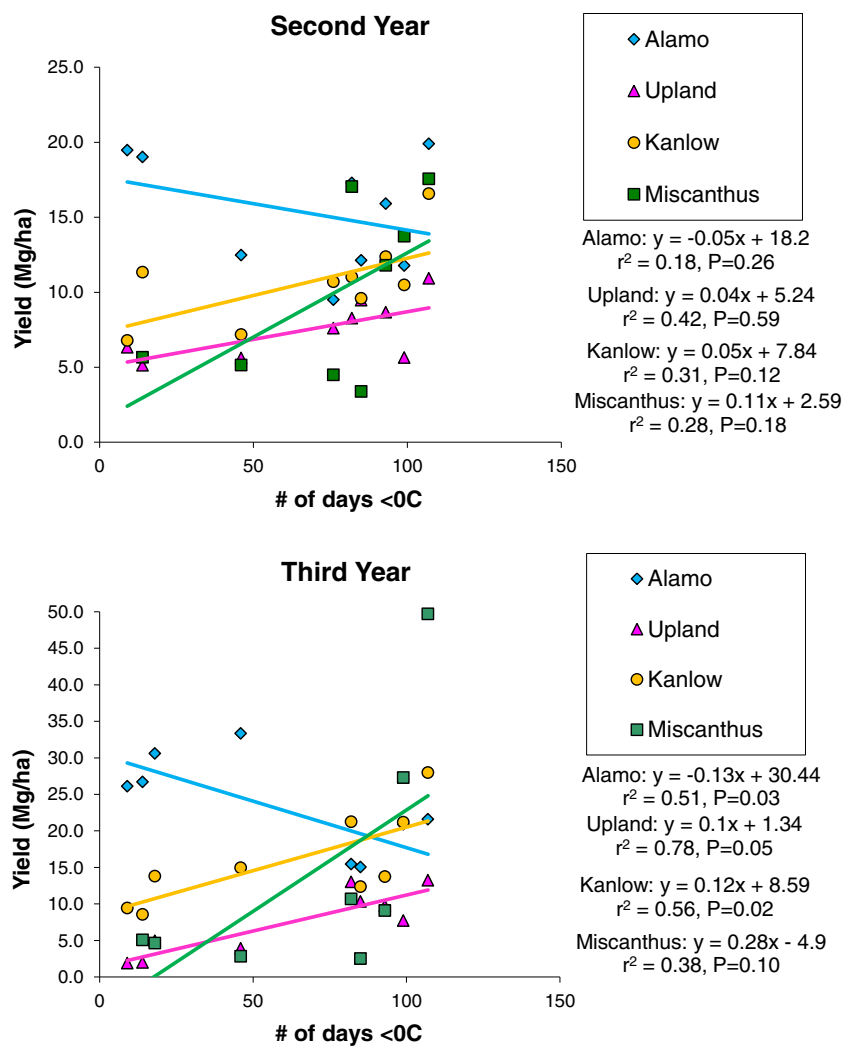 Second Year
25.0
20.0
15.0
10.0
5.0
0.0
Yield (Mg/ha)
0
50
100
150
# of days <0C
Alamo
Upland
Kanlow
Miscanthus
Alamo: y = -0.05x + 18.2
r² = 0.18, P=0.26
Upland: y = 0.04x + 5.24
r² = 0.42, P=0.59
Kanlow: y = 0.05x + 7.84
r² = 0.31, P=0.12
Miscanthus: y = 0.11x + 2.59
r² = 0.28, P=0.18
Third Year
50.0
45.0
40.0
35.0
30.0
25.0
20.0
15.0
10.0
5.0
0.0
Yield (Mg/ha)
0
50
100
150
# of days <0C
Alamo
Upland
Kanlow
Miscanthus
Alamo: y = -0.13x + 30.44
r² = 0.51, P=0.03
Upland: y = 0.1x + 1.34
r² = 0.78, P=0.05
Kanlow: y = 0.12x + 8.59
r² = 0.56, P=0.02
Miscanthus: y = 0.28x - 4.9
r² = 0.38, P=0.10